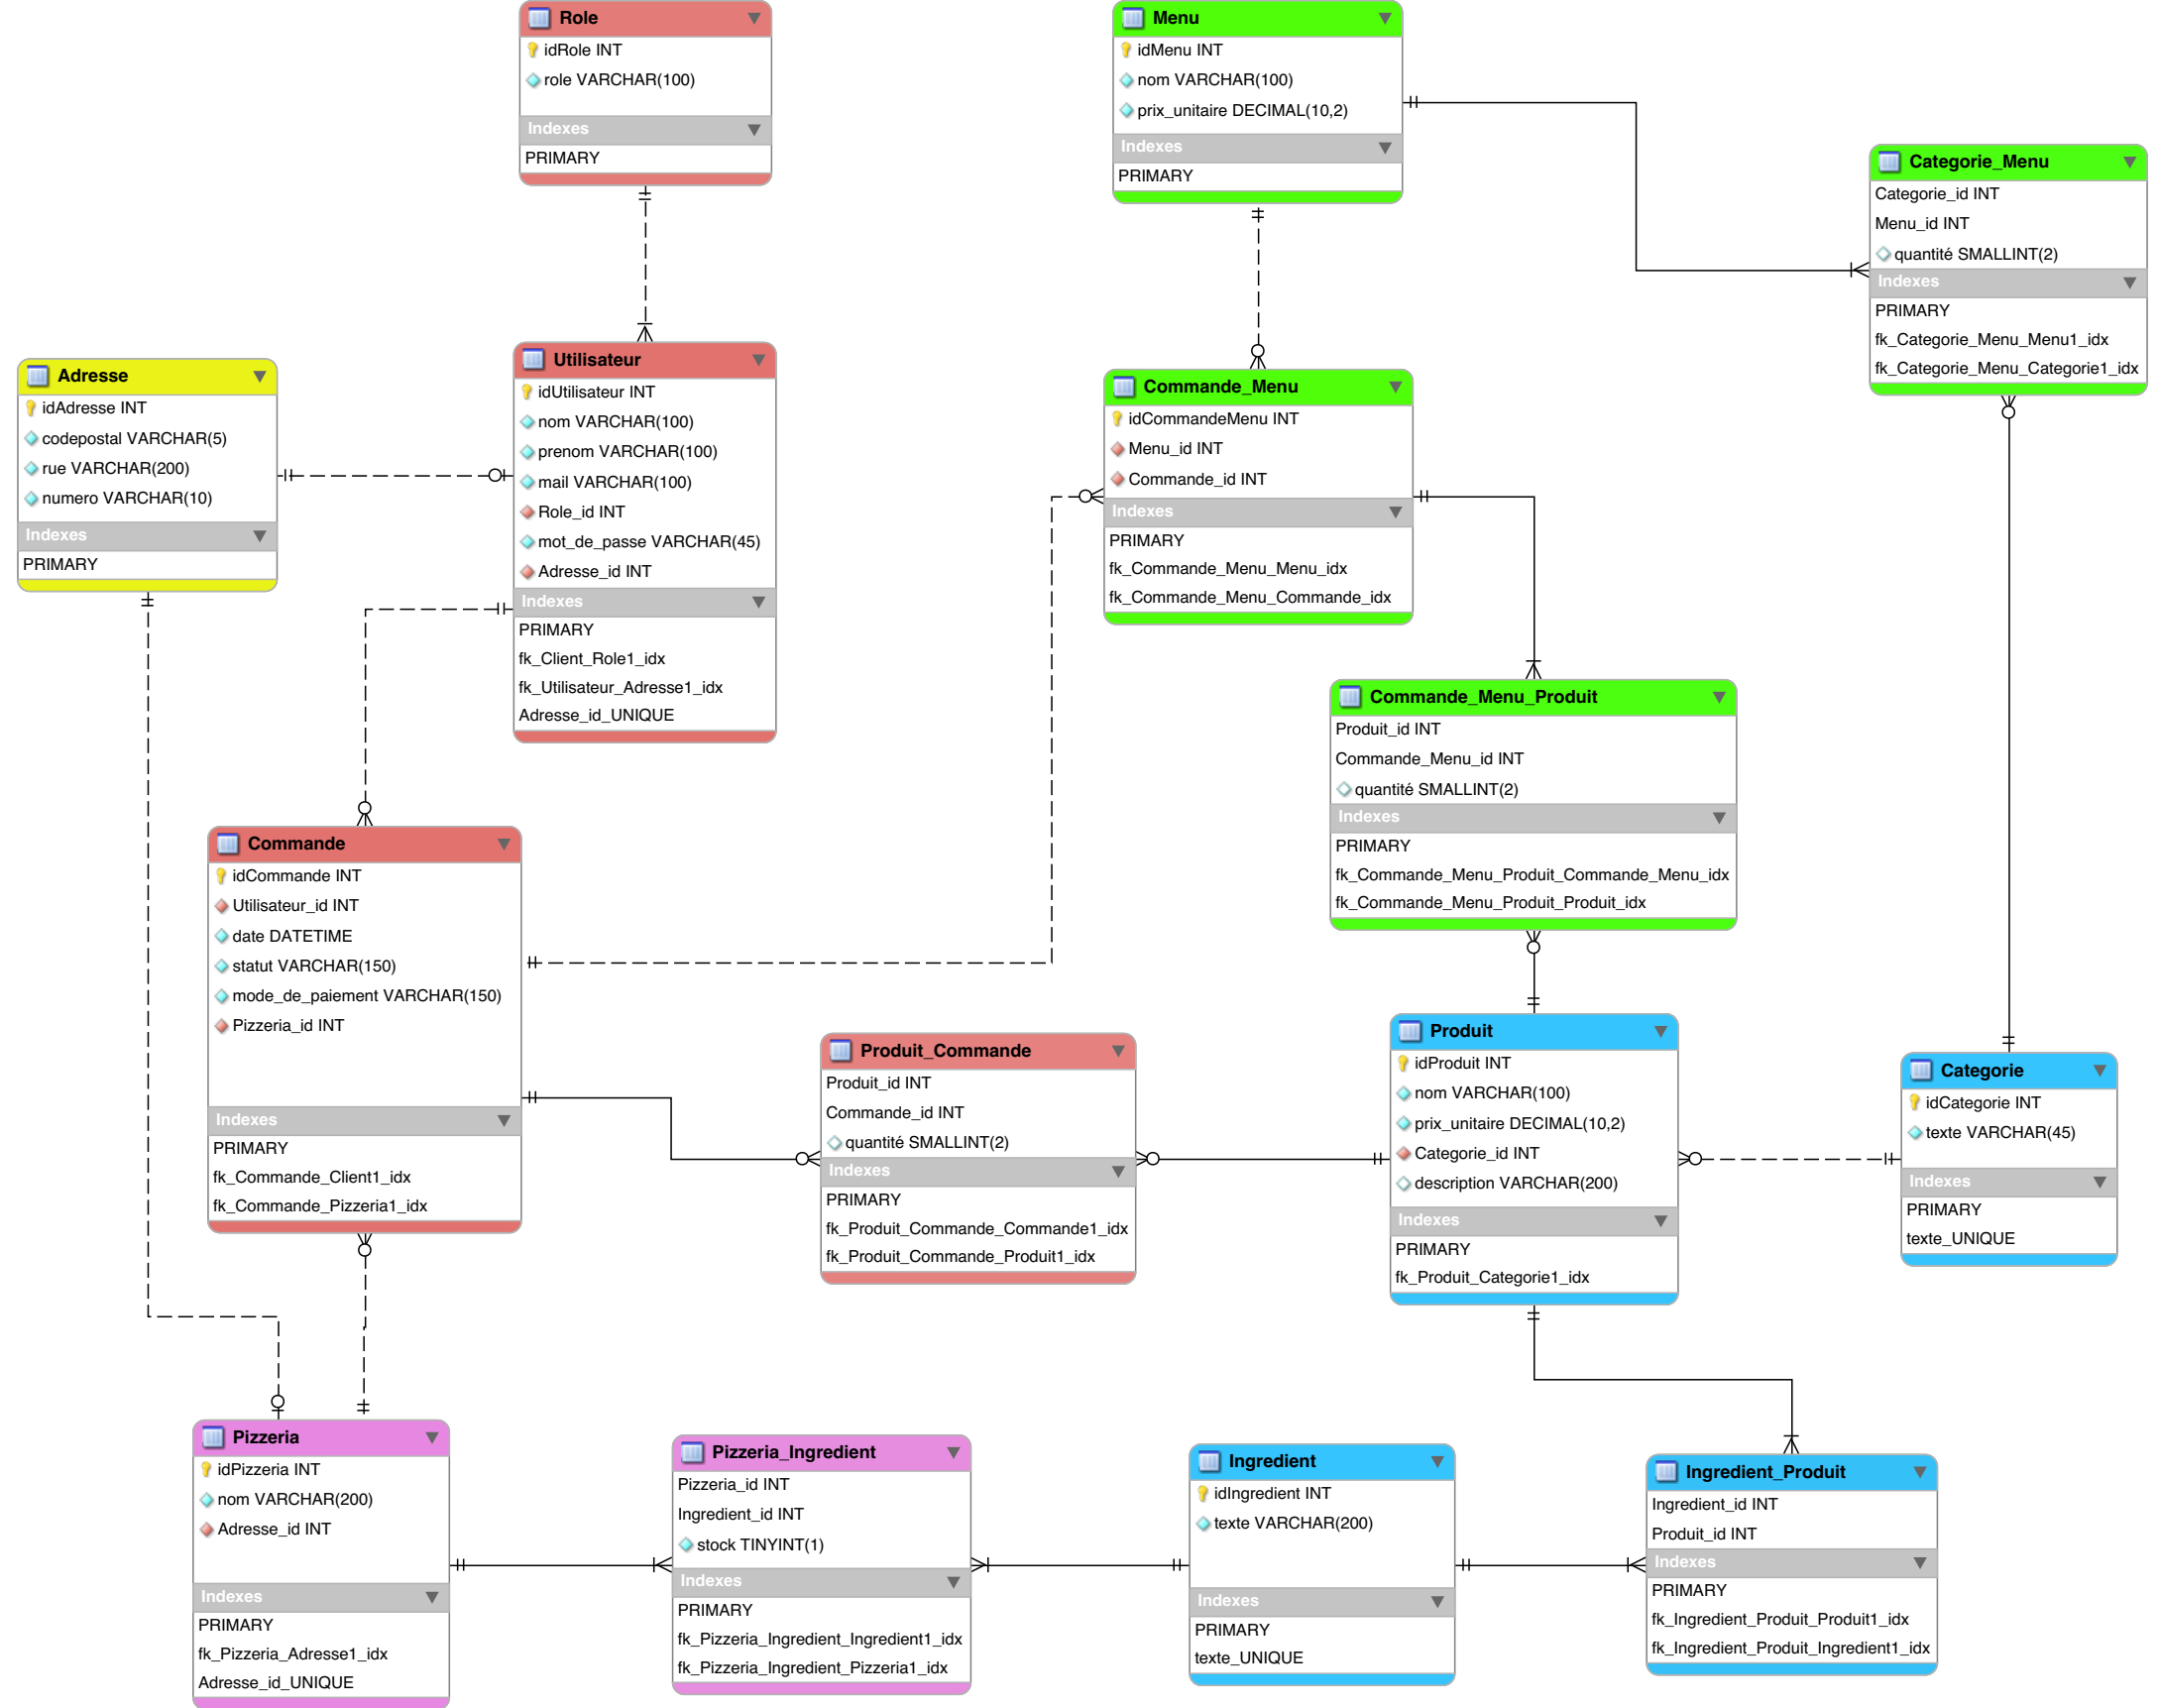 Role
idRole INT
role VARCHAR(100)
Indexes
PRIMARY
Menu
idMenu INT
nom VARCHAR(100)
prix_unitaire DECIMAL(10,2)
Indexes
PRIMARY
Categorie_Menu
Categorie_id INT
Menu_id INT
quantité SMALLINT(2)
Indexes
PRIMARY
fk_Categorie_Menu_Menu1_idx
fk_Categorie_Menu_Categorie1_idx
Adresse
idAdresse INT
codepostal VARCHAR(5)
rue VARCHAR(200)
numero VARCHAR(10)
Indexes
PRIMARY
Utilisateur
idUtilisateur INT
nom VARCHAR(100)
prenom VARCHAR(100)
mail VARCHAR(100)
Role_id INT
mot_de_passe VARCHAR(45)
Adresse_id INT
Indexes
PRIMARY
fk_Client_Role1_idx
fk_Utilisateur_Adresse1_idx
Adresse_id_UNIQUE
Commande_Menu
idCommandeMenu INT
Menu_id INT
Commande_id INT
Indexes
PRIMARY
fk_Commande_Menu_Menu_idx
fk_Commande_Menu_Commande_idx
Commande_Menu_Produit
Produit_id INT
Commande_Menu_id INT
quantité SMALLINT(2)
Indexes
PRIMARY
fk_Commande_Menu_Produit_Commande_Menu_idx
fk_Commande_Menu_Produit_Produit_idx
Commande
idCommande INT
Utilisateur_id INT
date DATETIME
statut VARCHAR(150)
mode_de_paiement VARCHAR(150)
Pizzeria_id INT
Indexes
PRIMARY
fk_Commande_Client1_idx
fk_Commande_Pizzeria1_idx
Produit_Commande
Produit_id INT
Commande_id INT
quantité SMALLINT(2)
Indexes
PRIMARY
fk_Produit_Commande_Commande1_idx
fk_Produit_Commande_Produit1_idx
Produit
idProduit INT
nom VARCHAR(100)
prix_unitaire DECIMAL(10,2)
Categorie_id INT
description VARCHAR(200)
Indexes
PRIMARY
fk_Produit_Categorie1_idx
Categorie
idCategorie INT
texte VARCHAR(45)
Indexes
PRIMARY
texte_UNIQUE
Pizzeria
idPizzeria INT
nom VARCHAR(200)
Adresse_id INT
Indexes
PRIMARY
fk_Pizzeria_Adresse1_idx
Adresse_id_UNIQUE
Pizzeria_Ingredient
Pizzeria_id INT
Ingredient_id INT
stock TINYINT(1)
Indexes
PRIMARY
fk_Pizzeria_Ingredient_Ingredient1_idx
fk_Pizzeria_Ingredient_Pizzeria1_idx
Ingredient
idIngredient INT
texte VARCHAR(200)
Indexes
PRIMARY
texte_UNIQUE
Ingredient_Produit
Ingredient_id INT
Produit_id INT
Indexes
PRIMARY
fk_Ingredient_Produit_Produit1_idx
fk_Ingredient_Produit_Ingredient1_idx